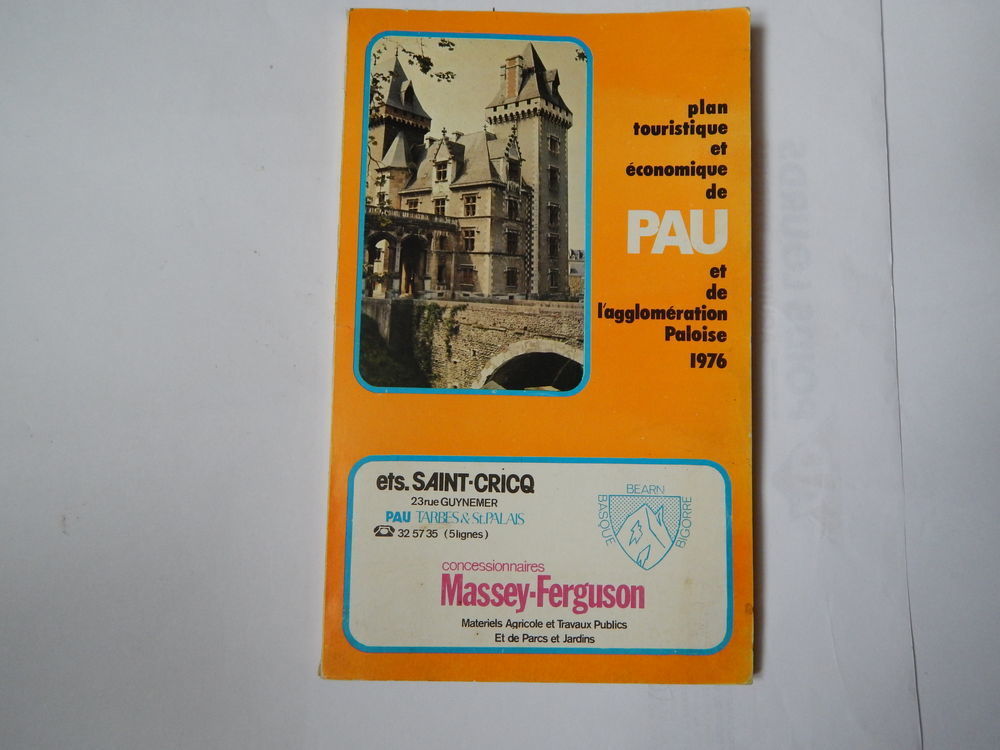 plan
touristique
et
économique
de
PAU
et
de
l'agglomération
Paloise
1976
ets. SAINT-CRICQ
23 rue GUYNEMER
PAU TARBES & St. PALAIS
32 57 35 (5 lignes)
BEARN
BASQUE
BIGORRE
concessionnaires
Massey-Ferguson
Materiels Agricole et Travaux Publics
Et de Parcs et Jardins
POIDS LOURDS